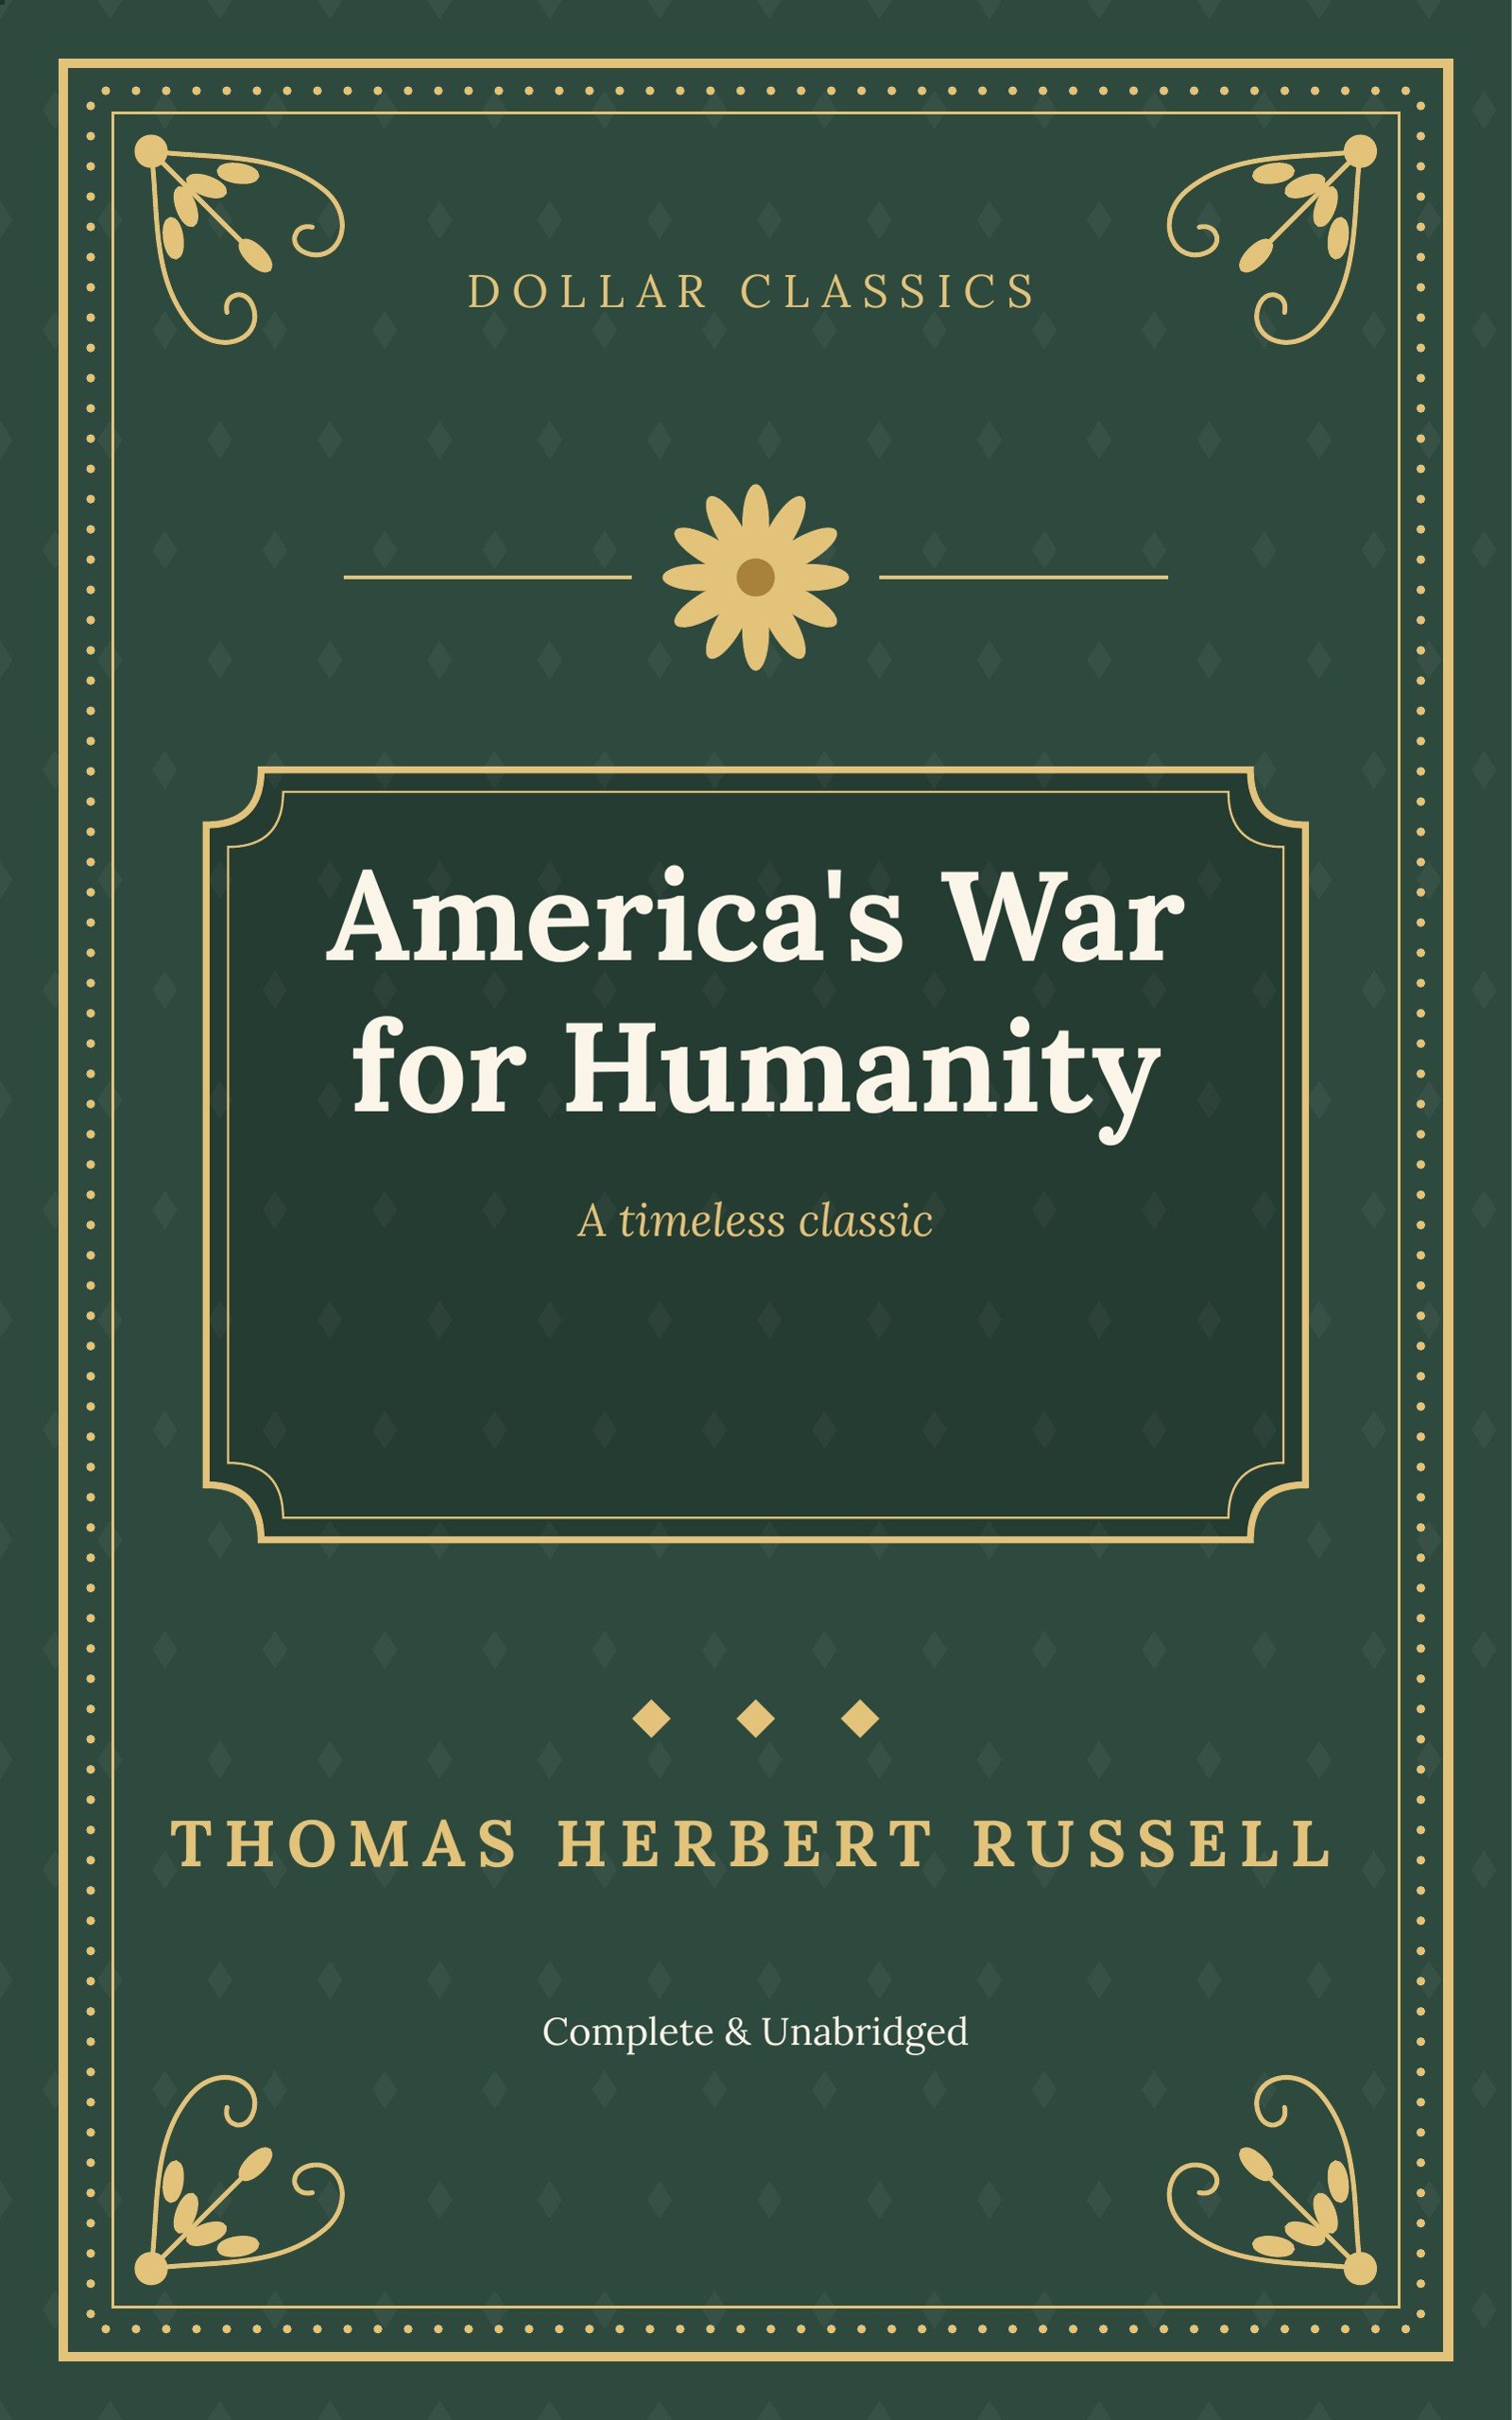 DOLLAR CLASSICS
America's War
for Humanity
A timeless classic
THOMAS HERBERT RUSSELL
Complete & Unabridged